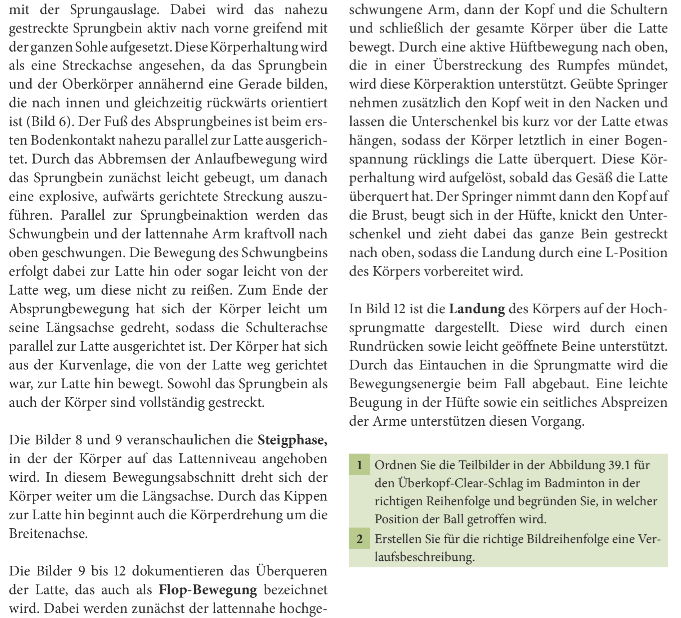 mit der Sprungauslage. Dabei wird das nahezu
gestreckte Sprungbein aktiv nach vorne greifend mit
der ganzen Sohle aufgesetzt. Diese Körperhaltung wird
als eine Streckachse angesehen, da das Sprungbein
und der Oberkörper annähernd eine Gerade bilden,
die nach innen und gleichzeitig rückwärts orientiert
ist (Bild 6). Der Fuß des Absprungbeines ist beim ers-
ten Bodenkontakt nahezu parallel zur Latte ausgerich-
tet. Durch das Abbremsen der Anlaufbewegung wird
das Sprungbein zunächst leicht gebeugt, um danach
eine explosive, aufwärts gerichtete Streckung auszu-
führen. Parallel zur Sprungbeinaktion werden das
Schwungbein und der lattennahe Arm kraftvoll nach
oben geschwungen. Die Bewegung des Schwungbeins
erfolgt dabei zur Latte hin oder sogar leicht von der
Latte weg, um diese nicht zu reißen. Zum Ende der
Absprungbewegung hat sich der Körper leicht um
seine Längsachse gedreht, sodass die Schulterachse
parallel zur Latte ausgerichtet ist. Der Körper hat sich
aus der Kurvenlage, die von der Latte weg gerichtet
war, zur Latte hin bewegt. Sowohl das Sprungbein als
auch der Körper sind vollständig gestreckt.
Die Bilder 8 und 9 veranschaulichen die Steigphase,
in der der Körper auf das Lattenniveau angehoben
wird. In diesem Bewegungsabschnitt dreht sich der
Körper weiter um die Längsachse. Durch das Kippen
zur Latte hin beginnt auch die Körperdrehung um die
Breitenachse.
Die Bilder 9 bis 12 dokumentieren das Überqueren
der Latte, das auch als Flop-Bewegung bezeichnet
wird. Dabei werden zunächst der lattennahe hochge-
schwungene Arm, dann der Kopf und die Schultern
und schließlich der gesamte Körper über die Latte
bewegt. Durch eine aktive Hüftbewegung nach oben,
die in einer Überstreckung des Rumpfes mündet,
wird diese Körperaktion unterstützt. Geübte Springer
nehmen zusätzlich den Kopf weit in den Nacken und
lassen die Unterschenkel bis kurz vor der Latte etwas
hängen, sodass der Körper letztlich in einer Bogen-
spannung rücklings die Latte überquert. Diese Kör-
perhaltung wird aufgelöst, sobald das Gesäß die Latte
überquert hat. Der Springer nimmt dann den Kopf auf
die Brust, beugt sich in der Hüfte, knickt den Unter-
schenkel und zieht dabei das ganze Bein gestreckt
nach oben, sodass die Landung durch eine L-Position
des Körpers vorbereitet wird.
In Bild 12 ist die Landung des Körpers auf der Hoch-
sprungmatte dargestellt. Diese wird durch einen
Rundrücken sowie leicht geöffnete Beine unterstützt.
Durch das Eintauchen in die Sprungmatte wird die
Bewegungsenergie beim Fall abgebaut. Eine leichte
Beugung in der Hüfte sowie ein seitliches Abspreizen
der Arme unterstützen diesen Vorgang.
1 Ordnen Sie die Teilbilder in der Abbildung 39.1 für
den Überkopf-Clear-Schlag im Badminton in der
richtigen Reihenfolge und begründen Sie, in welcher
Position der Ball getroffen wird.
2 Erstellen Sie für die richtige Bildreihenfolge eine Ver-
laufsbeschreibung.